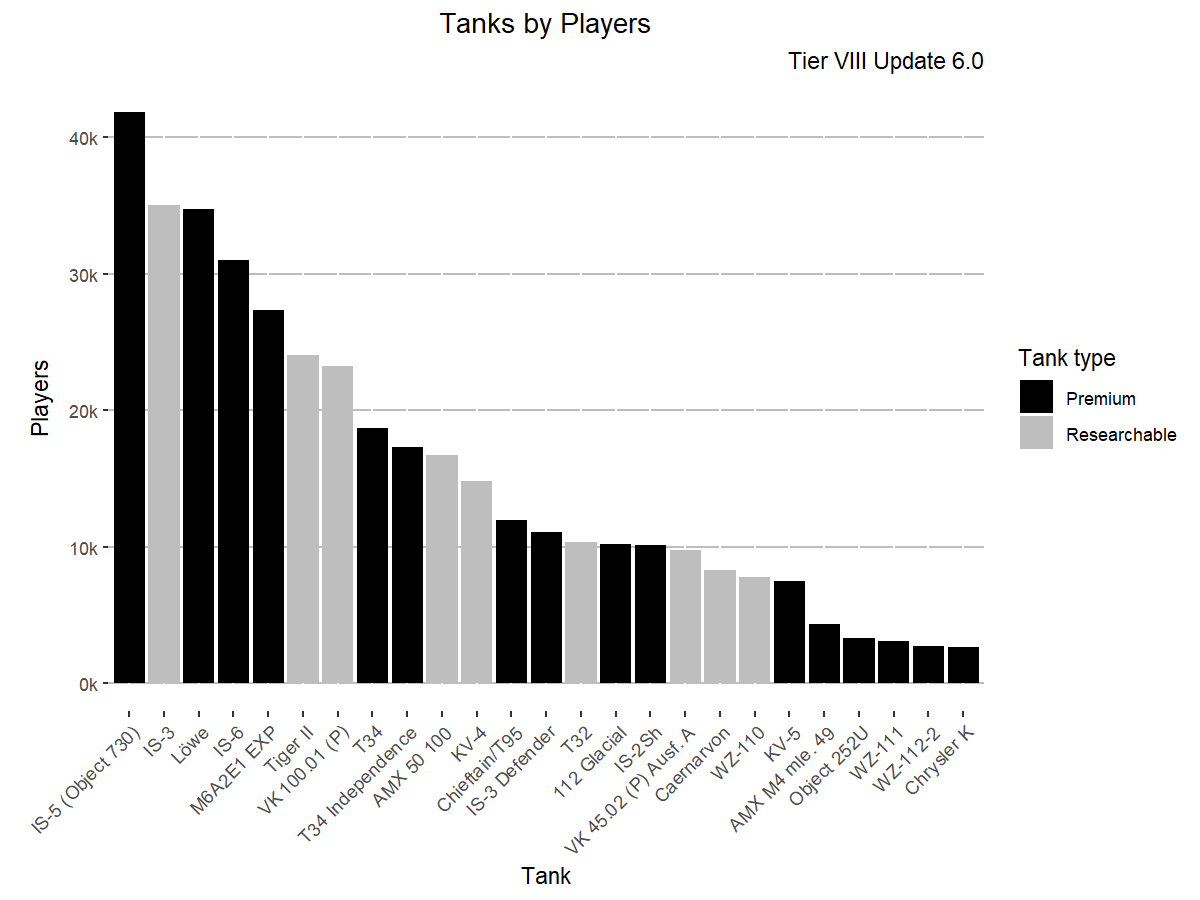 Tanks by Players
Tier VIII Update 6.0
Players
40k
30k
20k
10k
0k
IS-5 (Object 730)
IS-3
Löwe
IS-6
M6A2E1 EXP
Tiger II
VK 100.01 (P)
T34
T34 Independence
AMX 50 100
KV-4
Chieftain/T95
IS-3 Defender
T32
112 Glacial
IS-2Sh
VK 45.02 (P) Ausf. A
Caernarvon
WZ-110
KV-5
AMX M4 mle. 49
Object 252U
WZ-111
WZ-112-2
Chrysler K
Tank
Tank type
Premium
Researchable